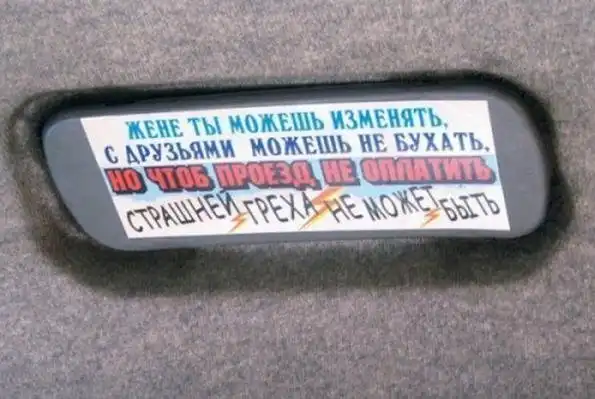 ЖЕНЕ ТЫ МОЖЕШЬ ИЗМЕНЯТЬ,
С ДРУЗЬЯМИ МОЖЕШЬ НЕ БУХАТЬ,
НО ЧТОБ ПРОЕЗД НЕ ОПЛАТИТЬ
СТРАШНЕЙ ГРЕХА НЕ МОЖЕТ БЫТЬ